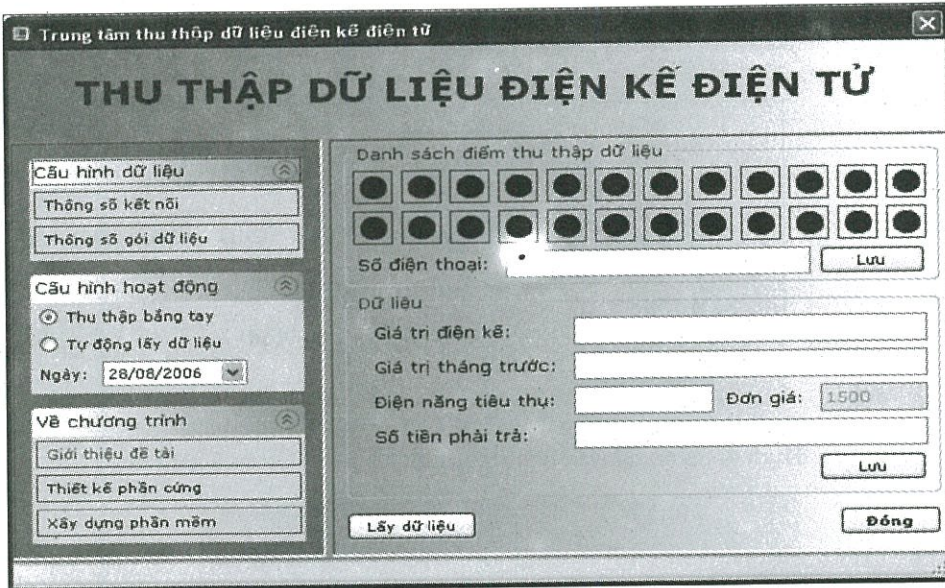 Trung tâm thu thập dữ liệu điện kế điện tử
THU THẬP DỮ LIỆU ĐIỆN KẾ ĐIỆN TỬ
Cấu hình dữ liệu
Thông số kết nối
Thông số gói dữ liệu
Cấu hình hoạt động
Thu thập bằng tay
Tự động lấy dữ liệu
Ngày: 28/08/2006
Về chương trình
Giới thiệu đề tài
Thiết kế phần cứng
Xây dựng phần mềm
Danh sách điểm thu thập dữ liệu
Số điện thoại: Lưu
Dữ liệu
Giá trị điện kế:
Giá trị tháng trước:
Điện năng tiêu thụ: Đơn giá: 1500
Số tiền phải trả:
Lưu
Lấy dữ liệu Đóng